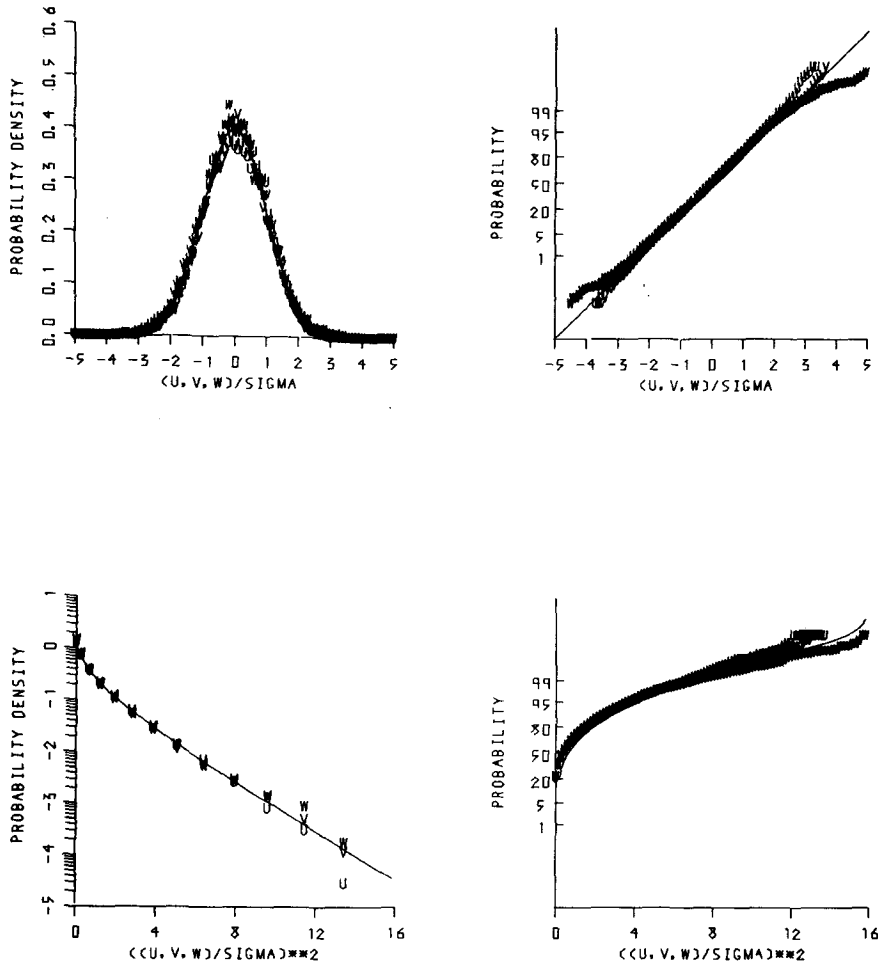 0.6
0.5
0.4
0.3
0.2
0.1
0.0
PROBABILITY DENSITY
W
V
U
-5 -4 -3 -2 -1 0 1 2 3 4 5
(U,V,W)/SIGMA
99
95
80
50
20
5
1
PROBABILITY
-5 -4 -3 -2 -1 0 1 2 3 4 5
(U,V,W)/SIGMA
1
0
-1
-2
-3
-4
-5
PROBABILITY DENSITY
W
V
U
U
W
V
U
0 4 8 12 16
((U,V,W)/SIGMA)**2
99
95
80
50
20
5
1
PROBABILITY
0 4 8 12 16
((U,V,W)/SIGMA)**2